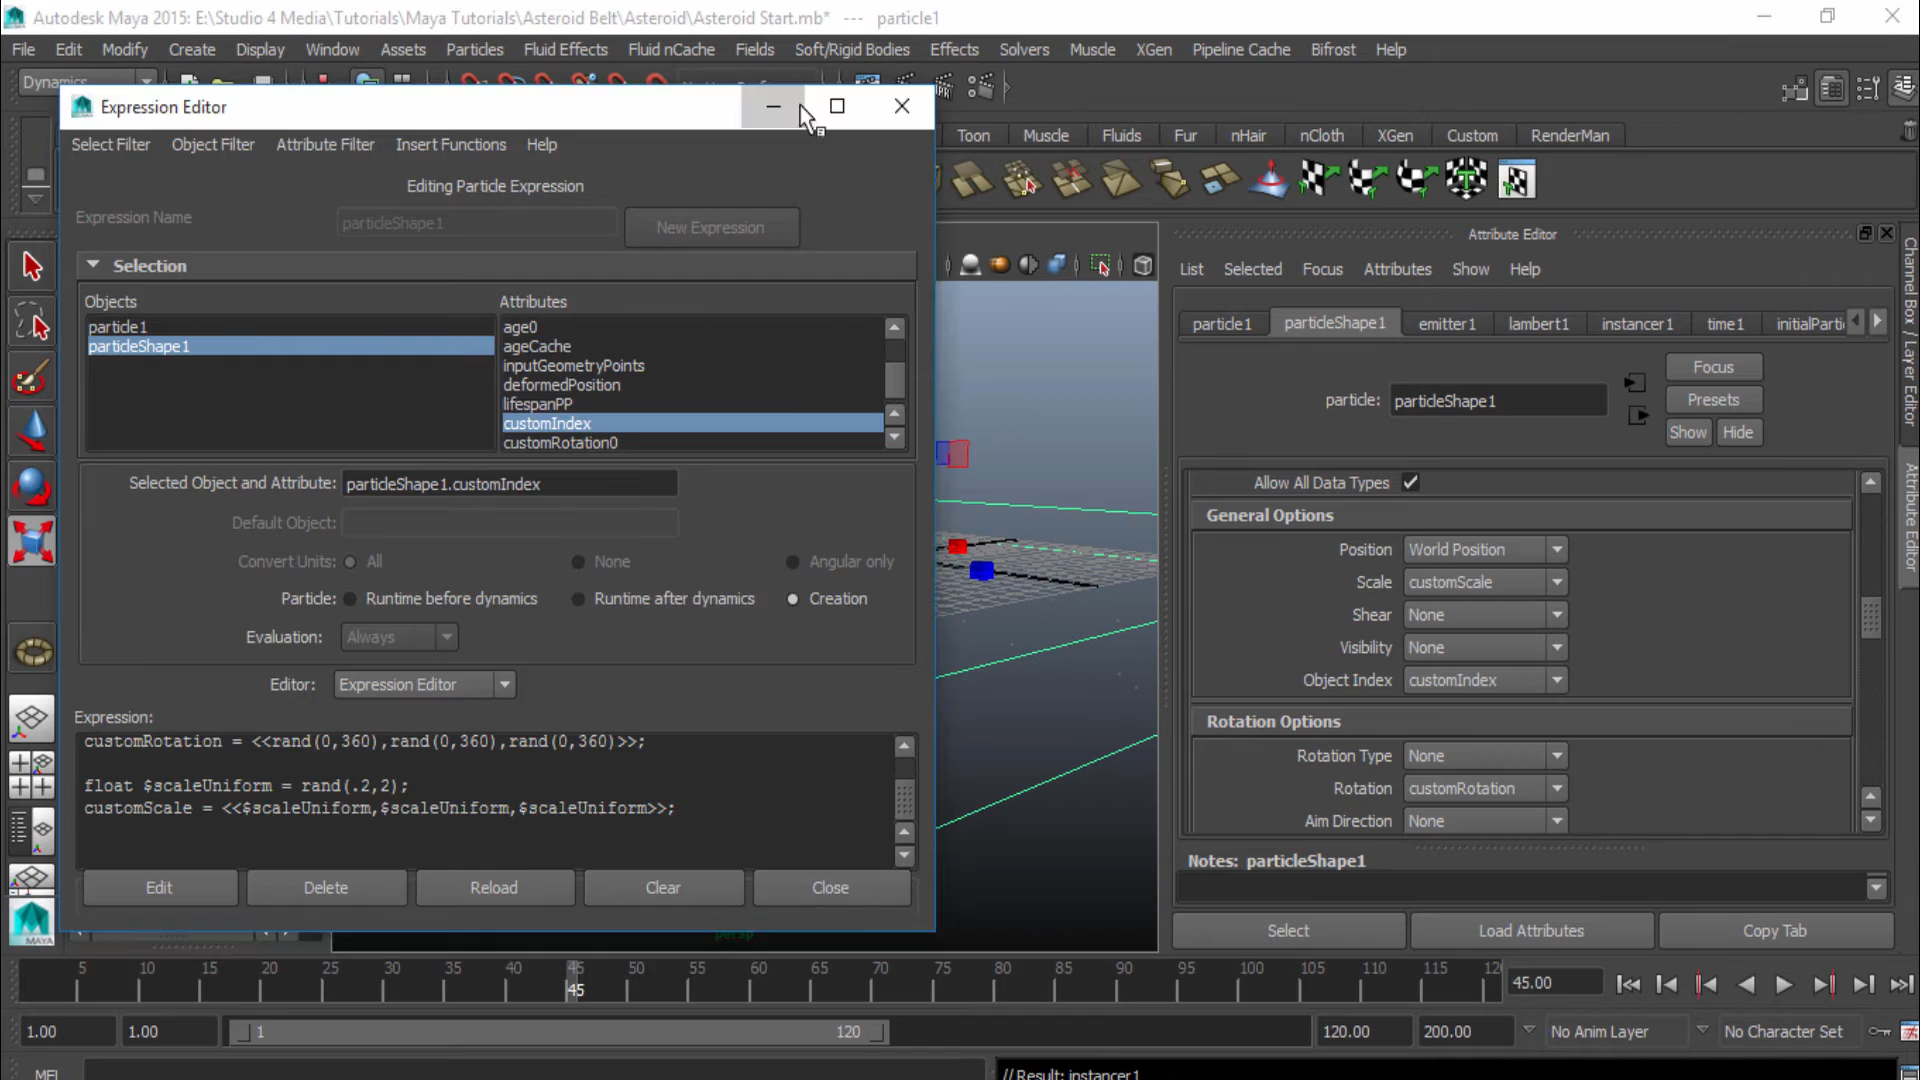 Autodesk Maya 2015: E:\Studio 4 Media\Tutorials\Maya Tutorials\Asteroid Belt\Asteroid\Asteroid Start.mb* --- particle1
File Edit Modify Create Display Window Assets Particles Fluid Effects Fluid nCache Fields Soft/Rigid Bodies Effects Solvers Muscle XGen Pipeline Cache Bifrost Help
Dynamics
Expression Editor
Toon Muscle Fluids Fur nHair nCloth XGen Custom RenderMan
Select Filter Object Filter Attribute Filter Insert Functions Help
Editing Particle Expression
Expression Name particleShape1 New Expression
Selection
Objects Attributes
particle1
particleShape1
age0
ageCache
inputGeometryPoints
deformedPosition
lifespanPP
customIndex
customRotation0
Selected Object and Attribute: particleShape1.customIndex
Default Object:
Convert Units: All None Angular only
Particle: Runtime before dynamics Runtime after dynamics Creation
Evaluation: Always
Editor: Expression Editor
Expression:
customRotation = <<rand(0,360),rand(0,360),rand(0,360)>>;
float $scaleUniform = rand(.2,2);
customScale = <<$scaleUniform,$scaleUniform,$scaleUniform>>;
Edit Delete Reload Clear Close
persp
Attribute Editor
List Selected Focus Attributes Show Help
particle1 particleShape1 emitter1 lambert1 instancer1 time1 initialParti
particle: particleShape1
Focus
Presets
Show Hide
Allow All Data Types
General Options
Position World Position
Scale customScale
Shear None
Visibility None
Object Index customIndex
Rotation Options
Rotation Type None
Rotation customRotation
Aim Direction None
Notes: particleShape1
Select Load Attributes Copy Tab
Channel Box / Layer Editor
Attribute Editor
5 10 15 20 25 30 35 40 45 50 55 60 65 70 75 80 85 90 95 100 105 110 115 120
45
45.00
1.00 1.00 1 120 120.00 200.00 No Anim Layer No Character Set
MEL // Result: instancer1
MAYA